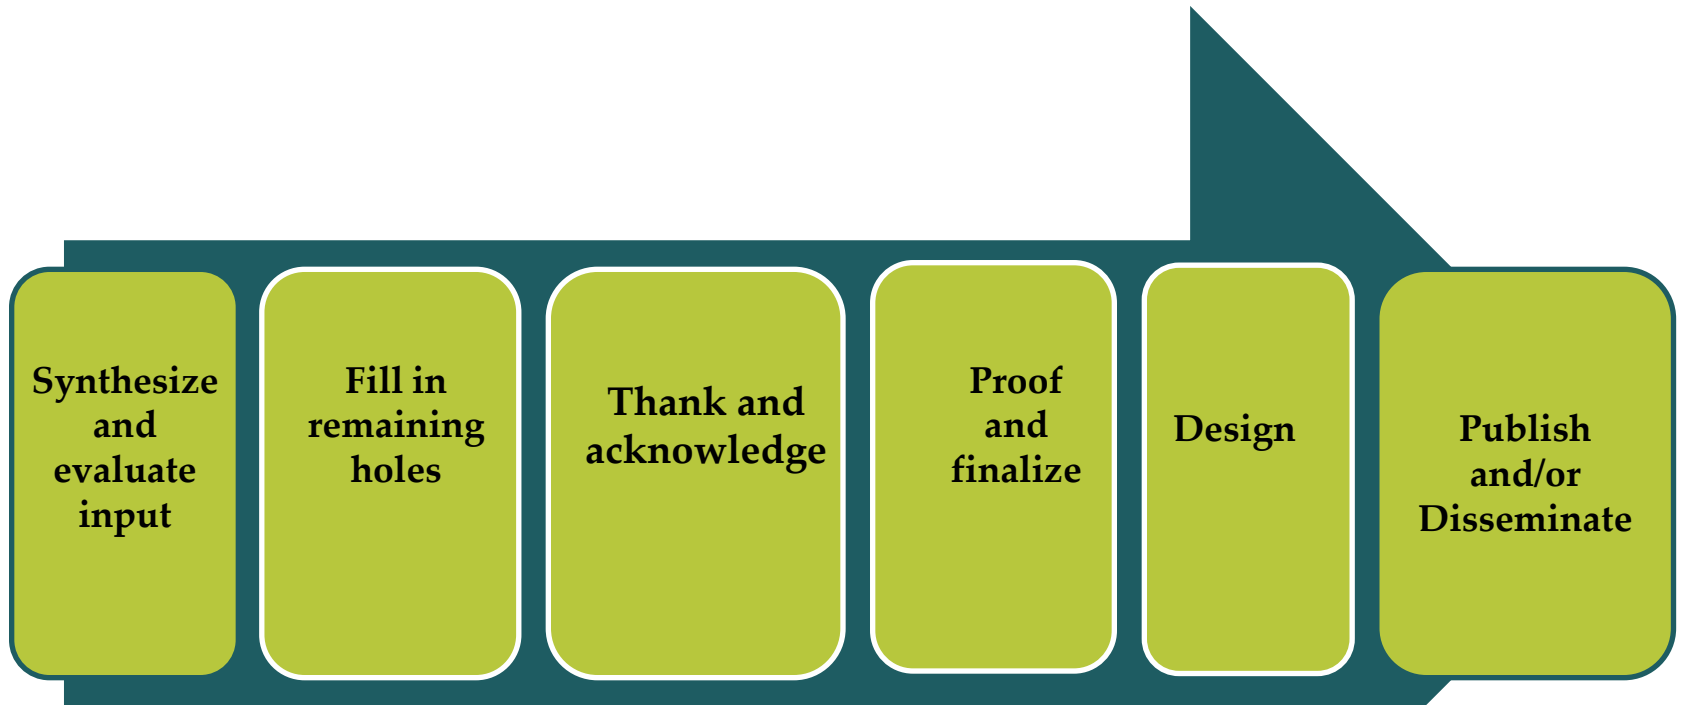 Synthesize
and
evaluate
input
Fill in
remaining
holes
Thank and
acknowledge
Proof
and
finalize
Design
Publish
and/or
Disseminate